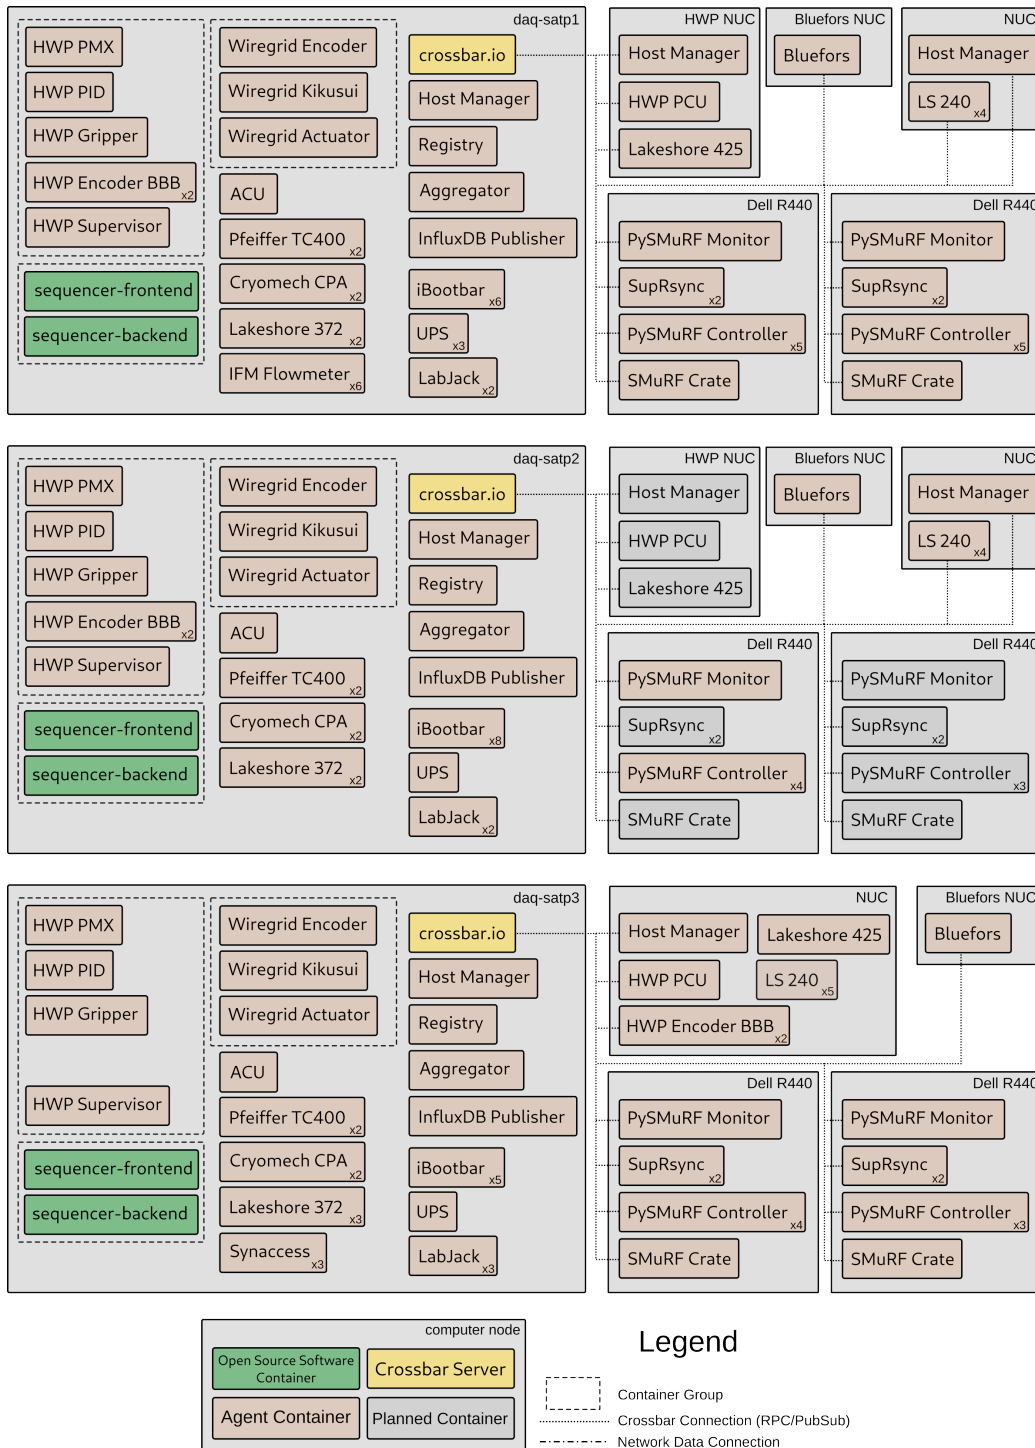 daq-satp1
HWP PMX
HWP PID
HWP Gripper
HWP Encoder BBB x2
HWP Supervisor
sequencer-frontend
sequencer-backend
Wiregrid Encoder
Wiregrid Kikusui
Wiregrid Actuator
ACU
Pfeiffer TC400 x2
Cryomech CPA x2
Lakeshore 372 x2
IFM Flowmeter x6
crossbar.io
Host Manager
Registry
Aggregator
InfluxDB Publisher
iBootbar x6
UPS x3
LabJack x2
HWP NUC
Host Manager
HWP PCU
Lakeshore 425
Bluefors NUC
Bluefors
NUC
Host Manager
LS 240 x4
Dell R440
PySMuRF Monitor
SupRsync x2
PySMuRF Controller x5
SMuRF Crate
Dell R440
PySMuRF Monitor
SupRsync x2
PySMuRF Controller x5
SMuRF Crate
daq-satp2
HWP PMX
HWP PID
HWP Gripper
HWP Encoder BBB x2
HWP Supervisor
sequencer-frontend
sequencer-backend
Wiregrid Encoder
Wiregrid Kikusui
Wiregrid Actuator
ACU
Pfeiffer TC400 x2
Cryomech CPA x2
Lakeshore 372 x2
crossbar.io
Host Manager
Registry
Aggregator
InfluxDB Publisher
iBootbar x8
UPS
LabJack x2
HWP NUC
Host Manager
HWP PCU
Lakeshore 425
Bluefors NUC
Bluefors
NUC
Host Manager
LS 240 x4
Dell R440
PySMuRF Monitor
SupRsync x2
PySMuRF Controller x4
SMuRF Crate
Dell R440
PySMuRF Monitor
SupRsync x2
PySMuRF Controller x3
SMuRF Crate
daq-satp3
HWP PMX
HWP PID
HWP Gripper
HWP Supervisor
sequencer-frontend
sequencer-backend
Wiregrid Encoder
Wiregrid Kikusui
Wiregrid Actuator
ACU
Pfeiffer TC400 x2
Cryomech CPA x2
Lakeshore 372 x3
Synaccess x3
crossbar.io
Host Manager
Registry
Aggregator
InfluxDB Publisher
iBootbar x5
UPS
LabJack x3
NUC
Host Manager
Lakeshore 425
HWP PCU
LS 240 x5
HWP Encoder BBB x2
Bluefors NUC
Bluefors
Dell R440
PySMuRF Monitor
SupRsync x2
PySMuRF Controller x4
SMuRF Crate
Dell R440
PySMuRF Monitor
SupRsync x2
PySMuRF Controller x3
SMuRF Crate
computer node
Open Source Software
Container
Crossbar Server
Agent Container
Planned Container
Legend
Container Group
Crossbar Connection (RPC/PubSub)
Network Data Connection